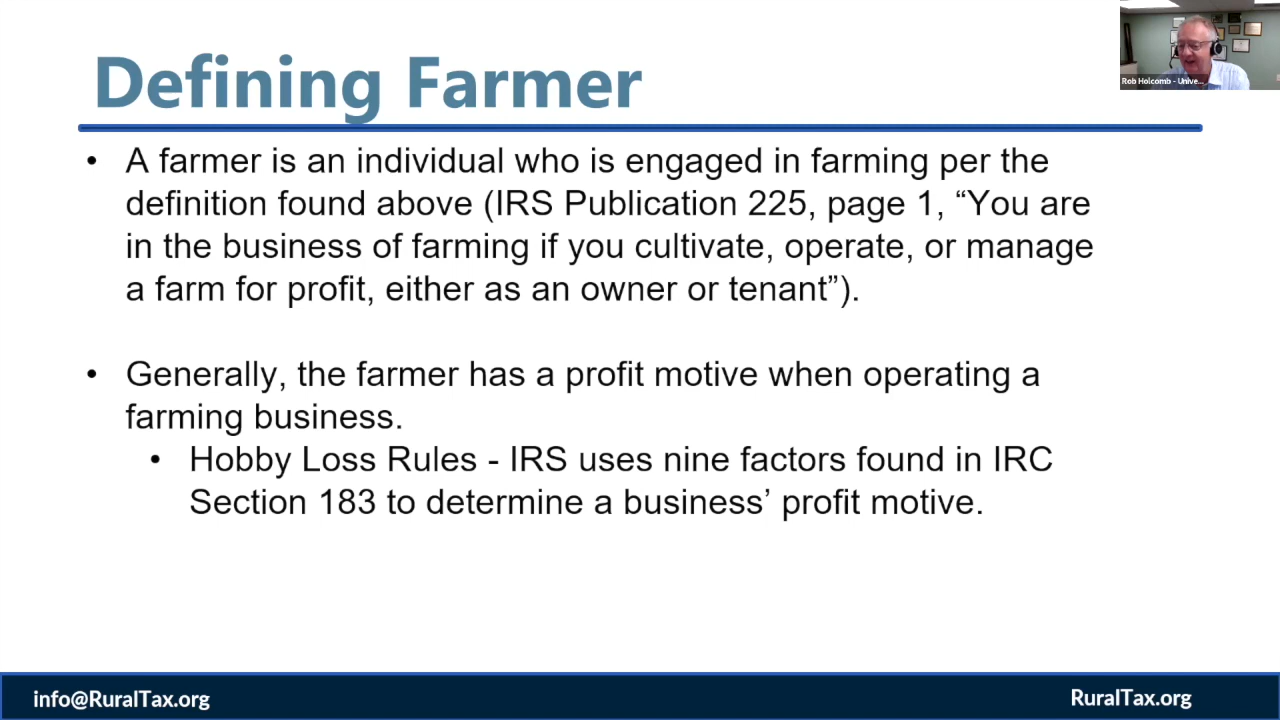 Defining Farmer
Rob Holcomb - Unive...
• A farmer is an individual who is engaged in farming per the
definition found above (IRS Publication 225, page 1, “You are
in the business of farming if you cultivate, operate, or manage
a farm for profit, either as an owner or tenant”).
• Generally, the farmer has a profit motive when operating a
farming business.
• Hobby Loss Rules - IRS uses nine factors found in IRC
Section 183 to determine a business’ profit motive.
info@RuralTax.org
RuralTax.org